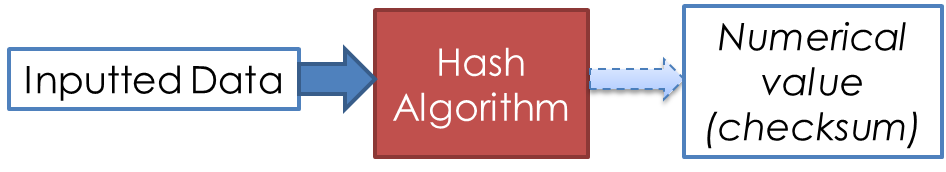 Inputted Data
Hash
Algorithm
Numerical
value
(checksum)